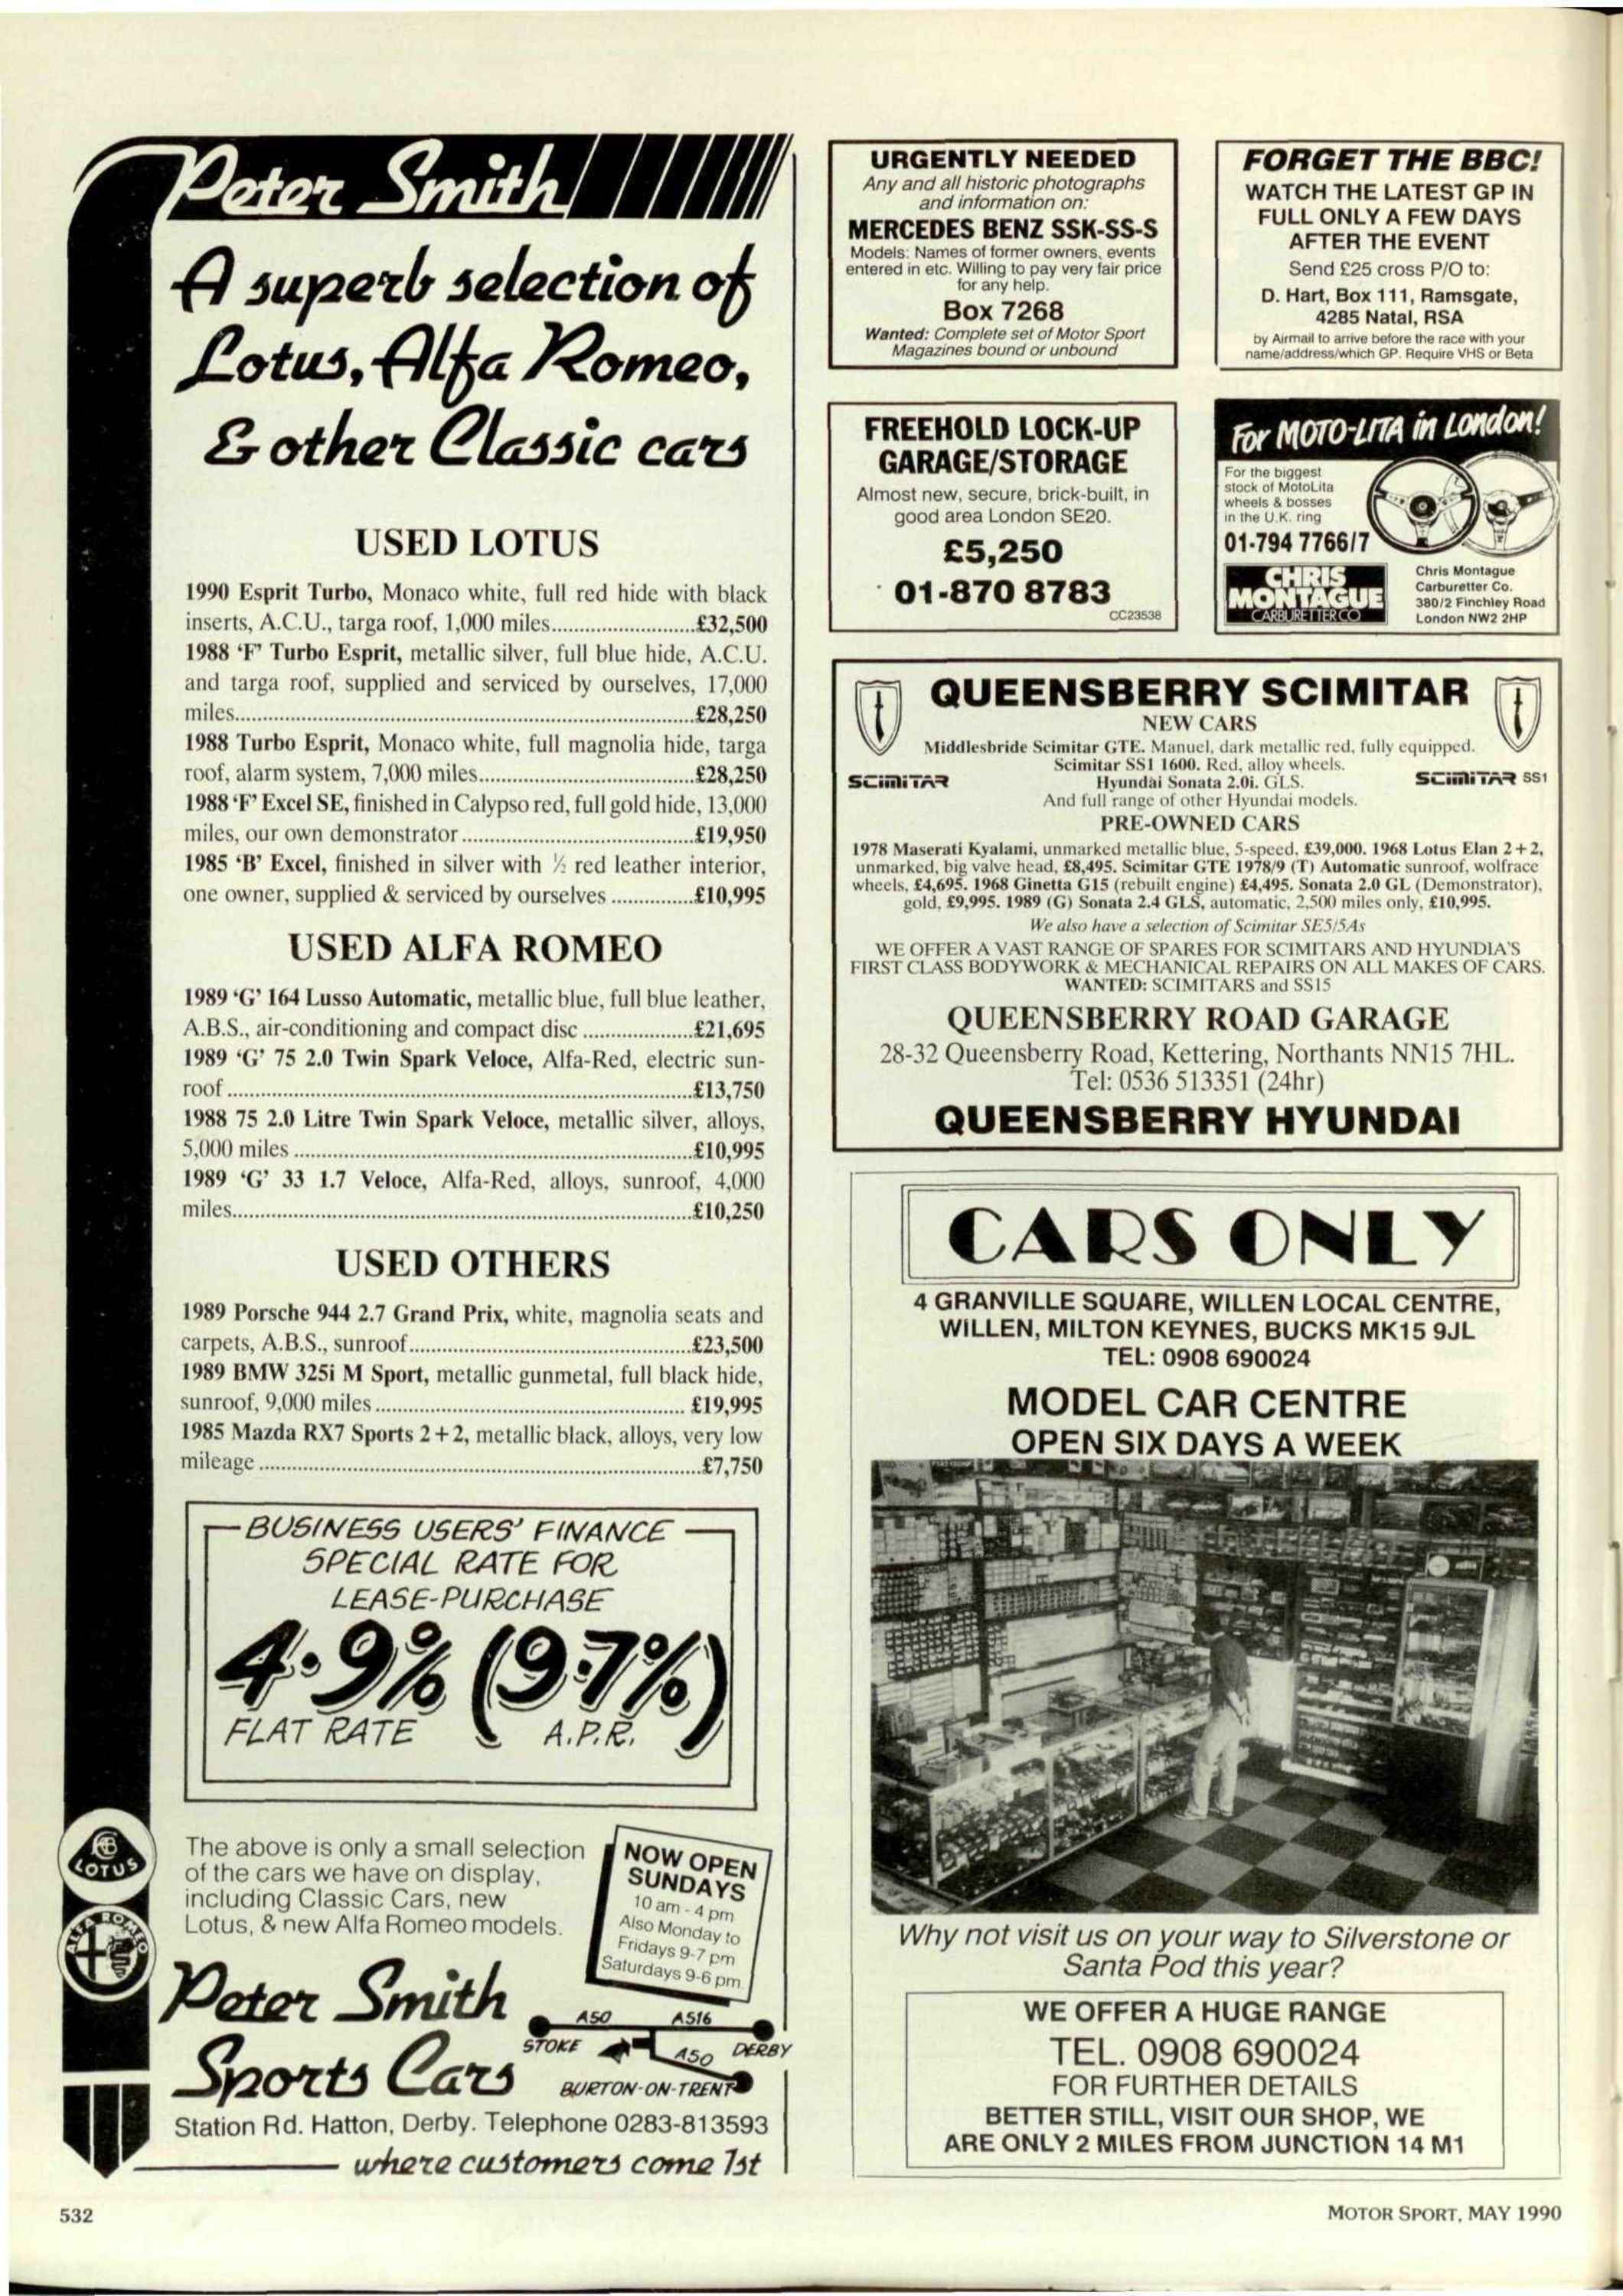 Peter Smith
A superb selection of
Lotus, Alfa Romeo,
& other Classic cars
USED LOTUS
1990 Esprit Turbo, Monaco white, full red hide with black
inserts, A.C.U., targa roof, 1,000 miles..........................£32,500
1988 'F' Turbo Esprit, metallic silver, full blue hide, A.C.U.
and targa roof, supplied and serviced by ourselves, 17,000
miles..........................£28,250
1988 Turbo Esprit, Monaco white, full magnolia hide, targa
roof, alarm system, 7,000 miles..........................£28,250
1988 'F' Excel SE, finished in Calypso red, full gold hide, 13,000
miles, our own demonstrator..........................£19,950
1985 'B' Excel, finished in silver with ½ red leather interior,
one owner, supplied & serviced by ourselves...............£10,995
USED ALFA ROMEO
1989 'G' 164 Lusso Automatic, metallic blue, full blue leather,
A.B.S., air-conditioning and compact disc....................£21,695
1989 'G' 75 2.0 Twin Spark Veloce, Alfa-Red, electric sun-
roof..........................£13,750
1988 75 2.0 Litre Twin Spark Veloce, metallic silver, alloys,
5,000 miles..........................£10,995
1989 'G' 33 1.7 Veloce, Alfa-Red, alloys, sunroof, 4,000
miles..........................£10,250
USED OTHERS
1989 Porsche 944 2.7 Grand Prix, white, magnolia seats and
carpets, A.B.S., sunroof..........................£23,500
1989 BMW 325i M Sport, metallic gunmetal, full black hide,
sunroof, 9,000 miles..........................£19,995
1985 Mazda RX7 Sports 2+2, metallic black, alloys, very low
mileage..........................£7,750
BUSINESS USERS' FINANCE
SPECIAL RATE FOR
LEASE-PURCHASE
4.9% (9.7%)
FLAT RATE A.P.R.
The above is only a small selection
of the cars we have on display,
including Classic Cars, new
Lotus, & new Alfa Romeo models.
NOW OPEN
SUNDAYS
10 am - 4 pm
Also Monday to
Fridays 9-7 pm
Saturdays 9-6 pm.
LOTUS
ALFA ROMEO
Peter Smith
Sports Cars
A50 A516
STOKE A50 DERBY
BURTON-ON-TRENT
Station Rd. Hatton, Derby. Telephone 0283-813593
where customers come 1st
URGENTLY NEEDED
Any and all historic photographs
and information on:
MERCEDES BENZ SSK-SS-S
Models: Names of former owners, events
entered in etc. Willing to pay very fair price
for any help.
Box 7268
Wanted: Complete set of Motor Sport
Magazines bound or unbound
FORGET THE BBC!
WATCH THE LATEST GP IN
FULL ONLY A FEW DAYS
AFTER THE EVENT
Send £25 cross P/O to:
D. Hart, Box 111, Ramsgate,
4285 Natal, RSA
by Airmail to arrive before the race with your
name/address/which GP. Require VHS or Beta
FREEHOLD LOCK-UP
GARAGE/STORAGE
Almost new, secure, brick-built, in
good area London SE20.
£5,250
01-870 8783
CC23538
For MOTO-LITA in London!
For the biggest
stock of MotoLita
wheels & bosses
in the U.K. ring
01-794 7766/7
CHRIS
MONTAGUE
CARBURETTER CO
Chris Montague
Carburetter Co.
380/2 Finchley Road
London NW2 2HP
QUEENSBERRY SCIMITAR
NEW CARS
Middlesbride Scimitar GTE. Manuel, dark metallic red, fully equipped.
Scimitar SS1 1600. Red, alloy wheels.
SCIMITAR
Hyundai Sonata 2.0i. GLS.
SCIMITAR SS1
And full range of other Hyundai models.
PRE-OWNED CARS
1978 Maserati Kyalami, unmarked metallic blue, 5-speed, £39,000. 1968 Lotus Elan 2+2,
unmarked, big valve head, £8,495. Scimitar GTE 1978/9 (T) Automatic sunroof, wolfrace
wheels, £4,695. 1968 Ginetta G15 (rebuilt engine) £4,495. Sonata 2.0 GL (Demonstrator),
gold, £9,995. 1989 (G) Sonata 2.4 GLS, automatic, 2,500 miles only, £10,995.
We also have a selection of Scimitar SE5/5As
WE OFFER A VAST RANGE OF SPARES FOR SCIMITARS AND HYUNDIA'S
FIRST CLASS BODYWORK & MECHANICAL REPAIRS ON ALL MAKES OF CARS.
WANTED: SCIMITARS and SS15
QUEENSBERRY ROAD GARAGE
28-32 Queensberry Road, Kettering, Northants NN15 7HL.
Tel: 0536 513351 (24hr)
QUEENSBERRY HYUNDAI
CARS ONLY
4 GRANVILLE SQUARE, WILLEN LOCAL CENTRE,
WILLEN, MILTON KEYNES, BUCKS MK15 9JL
TEL: 0908 690024
MODEL CAR CENTRE
OPEN SIX DAYS A WEEK
Why not visit us on your way to Silverstone or
Santa Pod this year?
WE OFFER A HUGE RANGE
TEL. 0908 690024
FOR FURTHER DETAILS
BETTER STILL, VISIT OUR SHOP, WE
ARE ONLY 2 MILES FROM JUNCTION 14 M1
532
MOTOR SPORT, MAY 1990